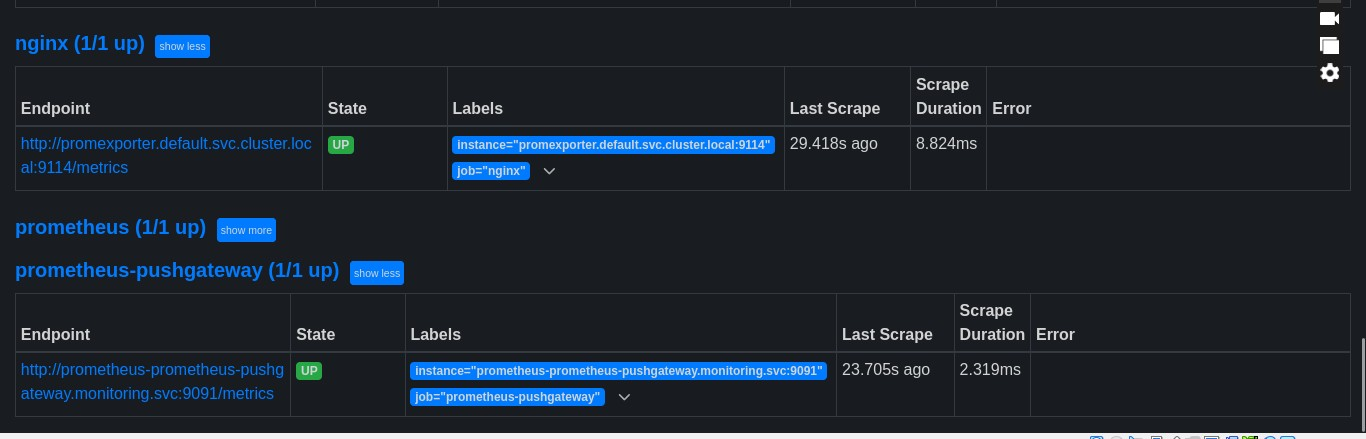 nginx (1/1 up) show less
Endpoint State Labels Last Scrape Scrape Duration Error
http://promexporter.default.svc.cluster.loc UP instance="promexporter.default.svc.cluster.local:9114" 29.418s ago 8.824ms
al:9114/metrics job="nginx"
prometheus (1/1 up) show more
prometheus-pushgateway (1/1 up) show less
Endpoint State Labels Last Scrape Scrape Duration Error
http://prometheus-prometheus-pushg UP instance="prometheus-prometheus-pushgateway.monitoring.svc:9091" 23.705s ago 2.319ms
ateway.monitoring.svc:9091/metrics job="prometheus-pushgateway"